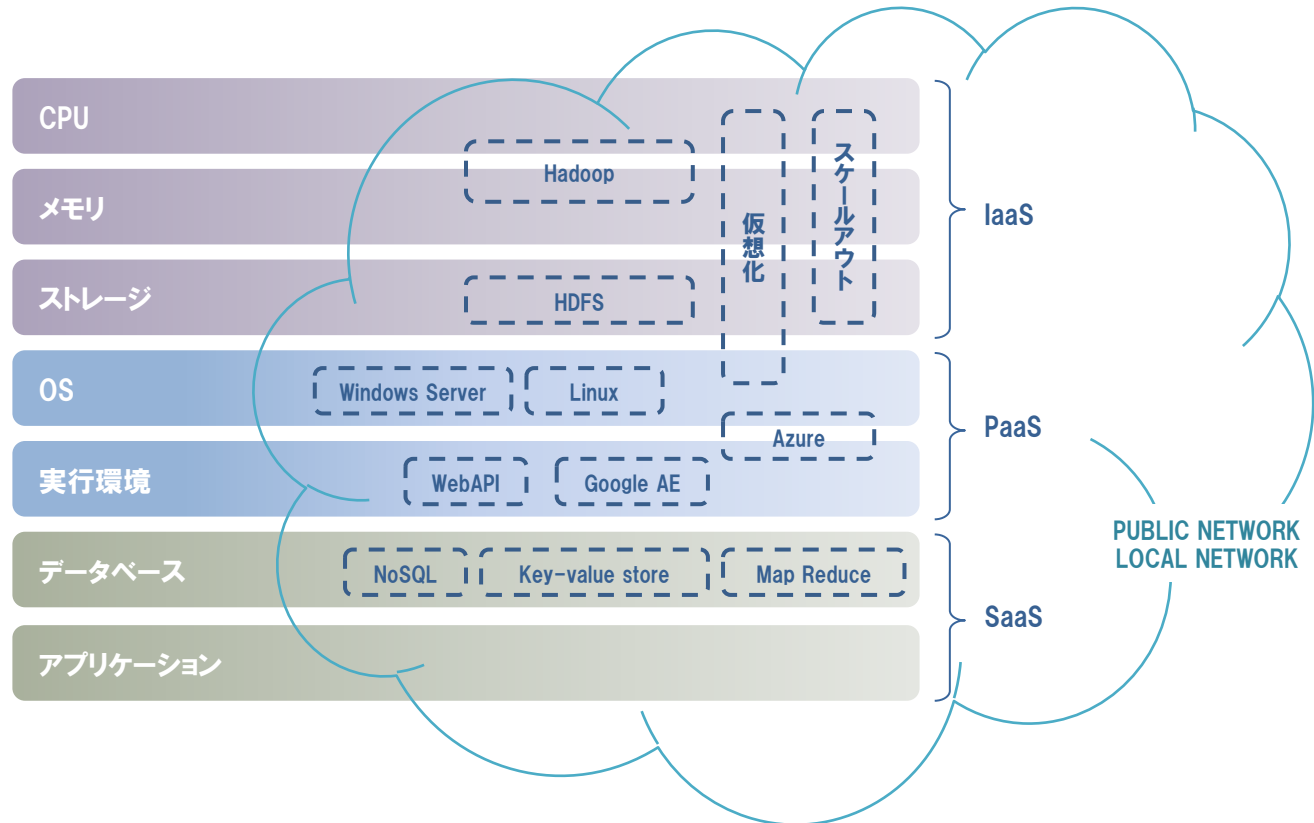 CPU
Hadoop
スケールアウト
メモリ
仮想化
IaaS
ストレージ
HDFS
OS
Windows Server
Linux
Azure
PaaS
実行環境
WebAPI
Google AE
PUBLIC NETWORK
LOCAL NETWORK
データベース
NoSQL
Key-value store
Map Reduce
SaaS
アプリケーション